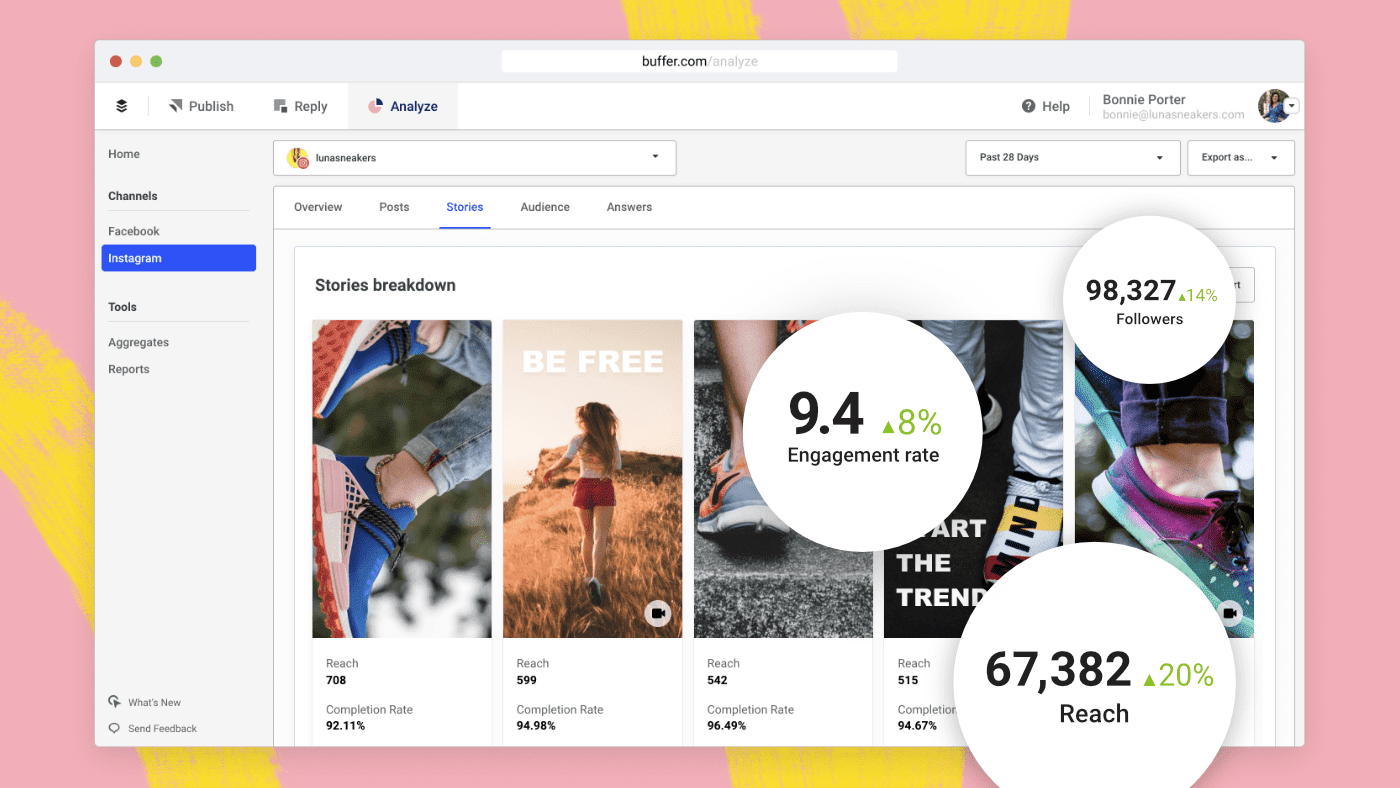 buffer.com/analyze
Publish
Reply
Analyze
Help
Bonnie Porter
bonnie@lunasneakers.com
Home
Channels
Facebook
Instagram
Tools
Aggregates
Reports
What's New
Send Feedback
lunasneakers
Past 28 Days
Export as...
Overview
Posts
Stories
Audience
Answers
Stories breakdown
98,327 ▲14%
Followers
BE FREE
9.4 ▲8%
Engagement rate
THE
TREND
MIND
Reach
708
Completion Rate
92.11%
Reach
599
Completion Rate
94.98%
Reach
542
Completion Rate
96.49%
Reach
515
94.67%
67,382 ▲20%
Reach